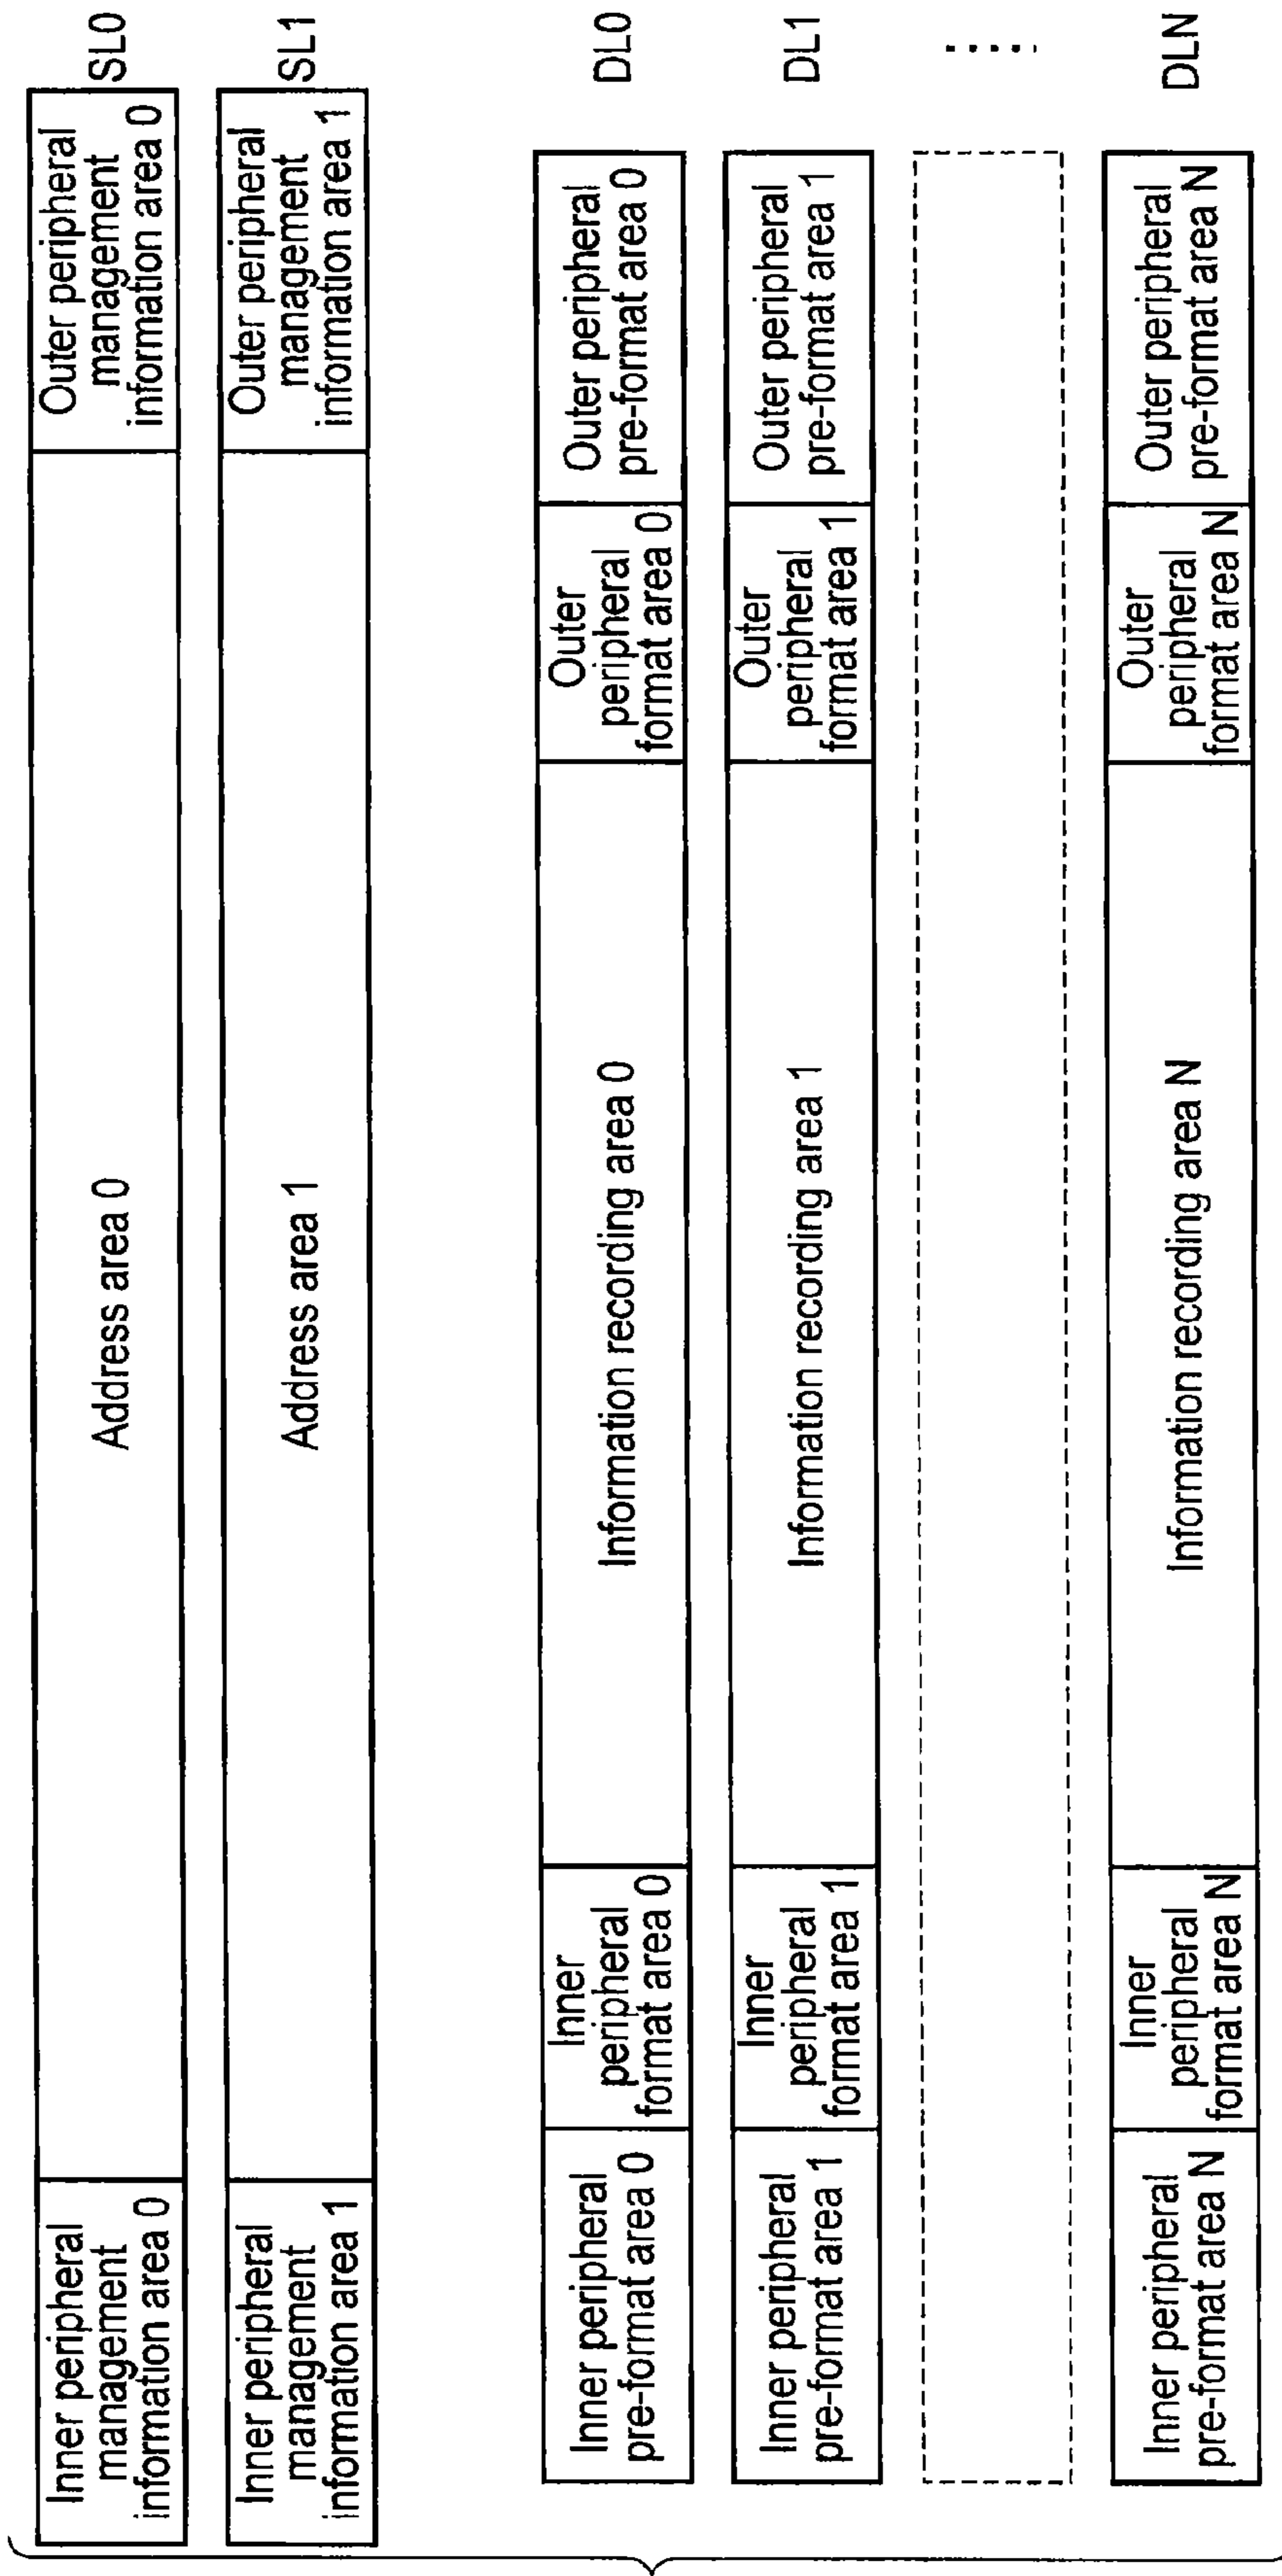 Inner peripheral
management
information area 0
Address area 0
Outer peripheral
management
information area 0
SL0
Inner peripheral
management
information area 1
Address area 1
Outer peripheral
management
information area 1
SL1
Inner peripheral
pre-format area 0
Inner
peripheral
format area 0
Information recording area 0
Outer
peripheral
format area 0
Outer peripheral
pre-format area 0
DL0
Inner peripheral
pre-format area 1
Inner
peripheral
format area 1
Information recording area 1
Outer
peripheral
format area 1
Outer peripheral
pre-format area 1
DL1
Inner peripheral
pre-format area N
Inner
peripheral
format area N
Information recording area N
Outer
peripheral
format area N
Outer peripheral
pre-format area N
DLN